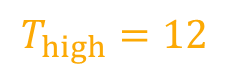 T_high = 12